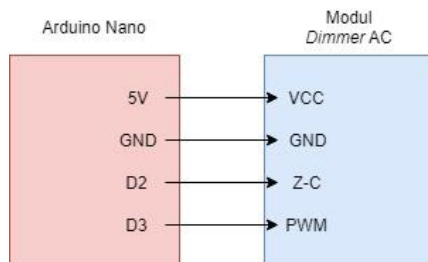 Arduino Nano
Modul
Dimmer AC
5V
VCC
GND
GND
D2
Z-C
D3
PWM